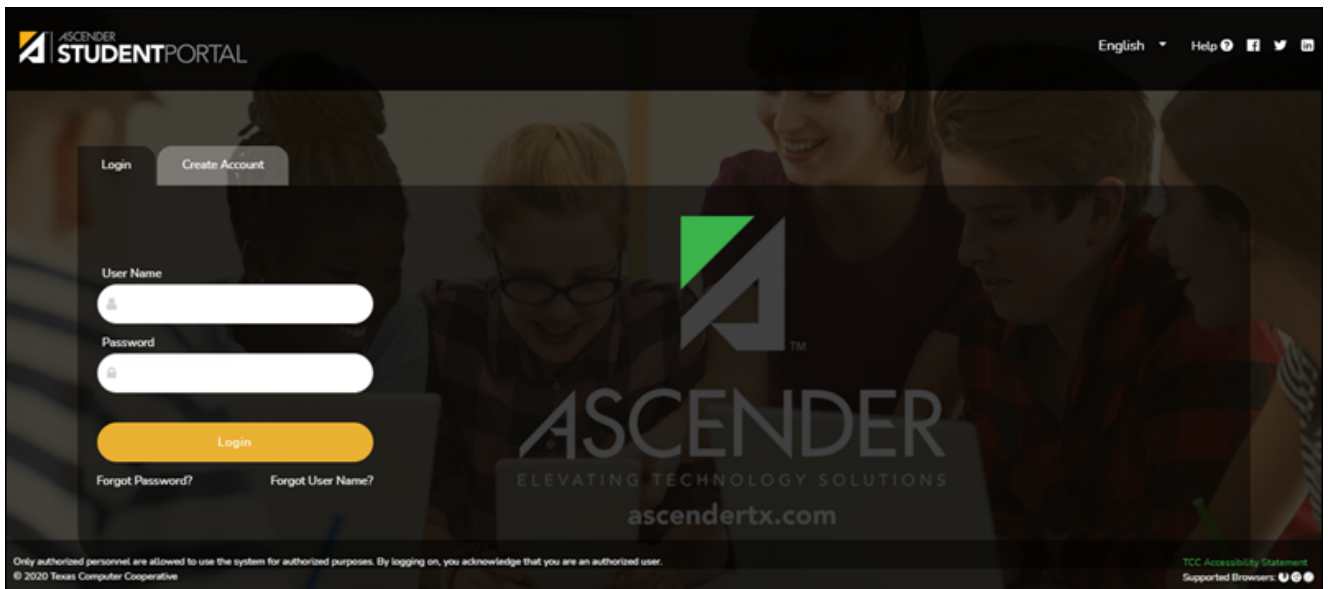 ASCENDER
STUDENTPORTAL
English
Help
Login
Create Account
User Name
Password
Login
Forgot Password?
Forgot User Name?
TM
ASCENDER
ELEVATING TECHNOLOGY SOLUTIONS
ascendertx.com
Only authorized personnel are allowed to use the system for authorized purposes. By logging on, you acknowledge that you are an authorized user.
© 2020 Texas Computer Cooperative
TCC Accessibility Statement
Supported Browsers: